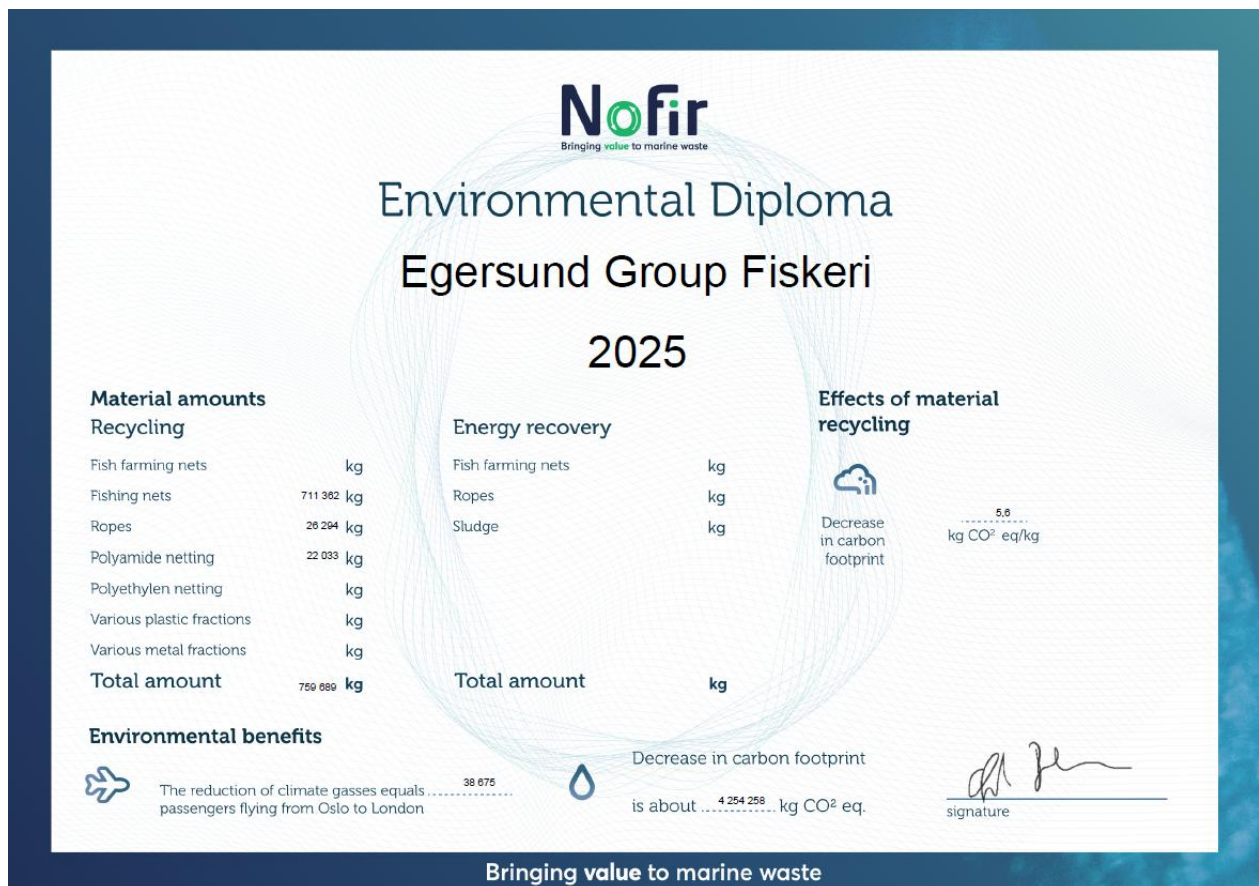 Nofir
Bringing value to marine waste
Environmental Diploma
Egersund Group Fiskeri
2025
Material amounts
Recycling
Fish farming nets kg
Fishing nets 711 362 kg
Ropes 26 294 kg
Polyamide netting 22 033 kg
Polyethylen netting kg
Various plastic fractions kg
Various metal fractions kg
Total amount 759 689 kg
Energy recovery
Fish farming nets kg
Ropes kg
Sludge kg
Total amount kg
Effects of material
recycling
Decrease
in carbon
footprint
5,6
kg CO² eq/kg
Environmental benefits
The reduction of climate gasses equals 38 675
passengers flying from Oslo to London
Decrease in carbon footprint
is about 4 254 258 kg CO² eq.
signature
Bringing value to marine waste